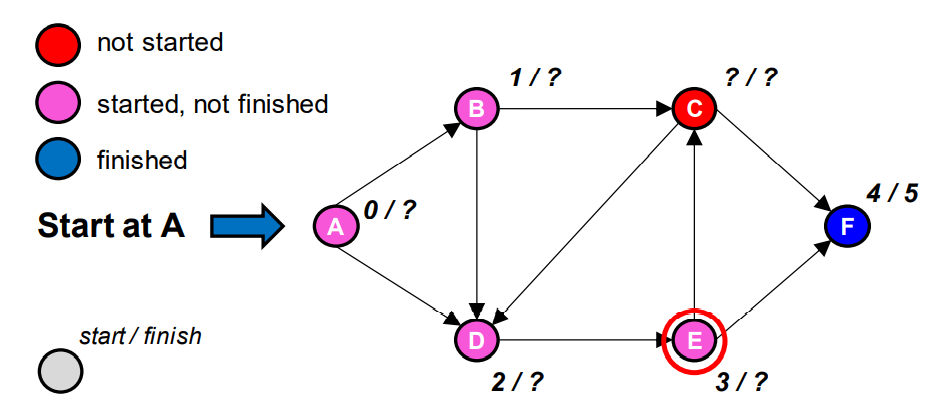 not started
started, not finished
finished
Start at A
start / finish
1 / ?
? / ?
B
C
0 / ?
4 / 5
A
F
D
E
2 / ?
3 / ?